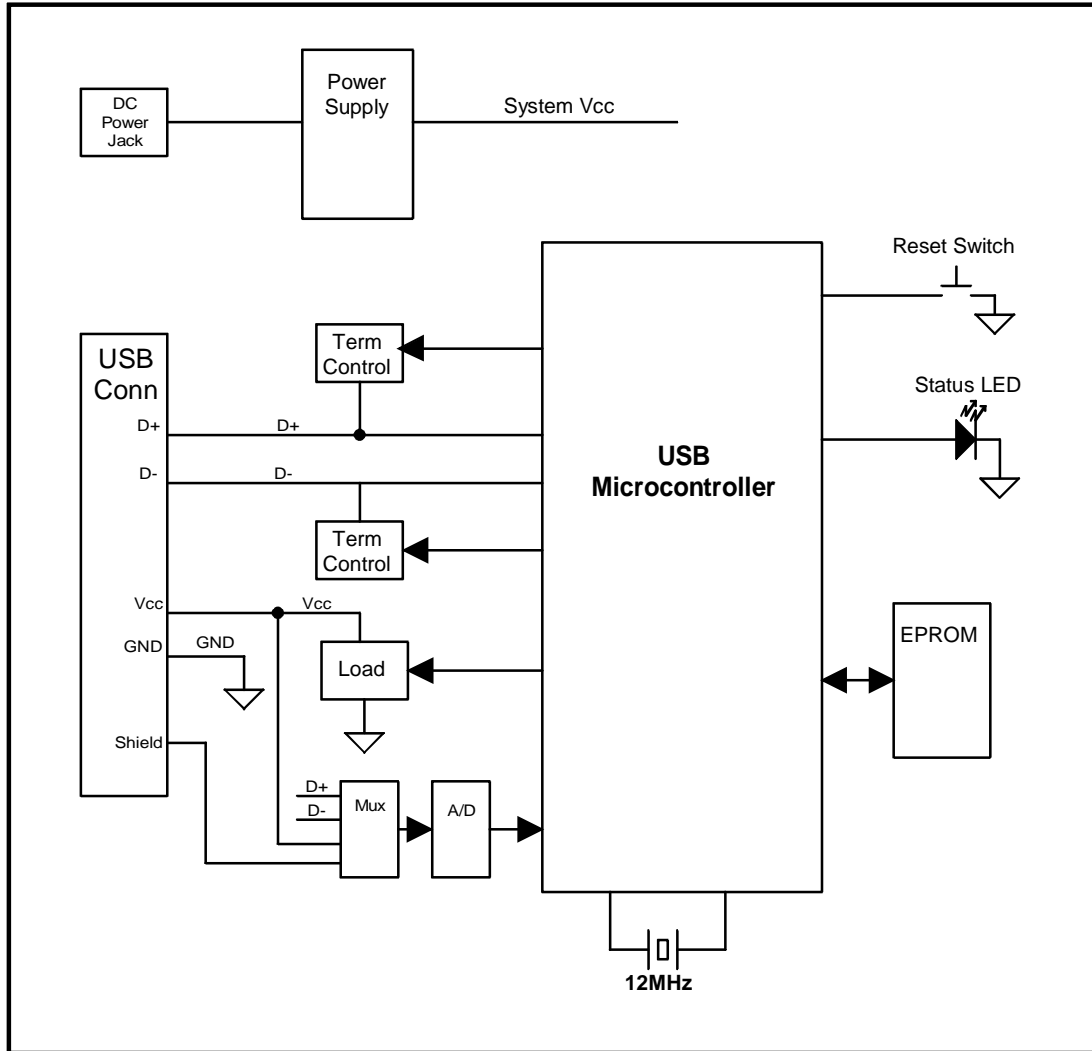 DC
Power
Jack
Power
Supply
System Vcc
Reset Switch
Term
Control
USB
Conn
Status LED
D+
D+
D-
D-
USB
Microcontroller
Term
Control
Vcc
Vcc
GND
GND
Load
EPROM
Shield
D+
D-
Mux
A/D
12MHz